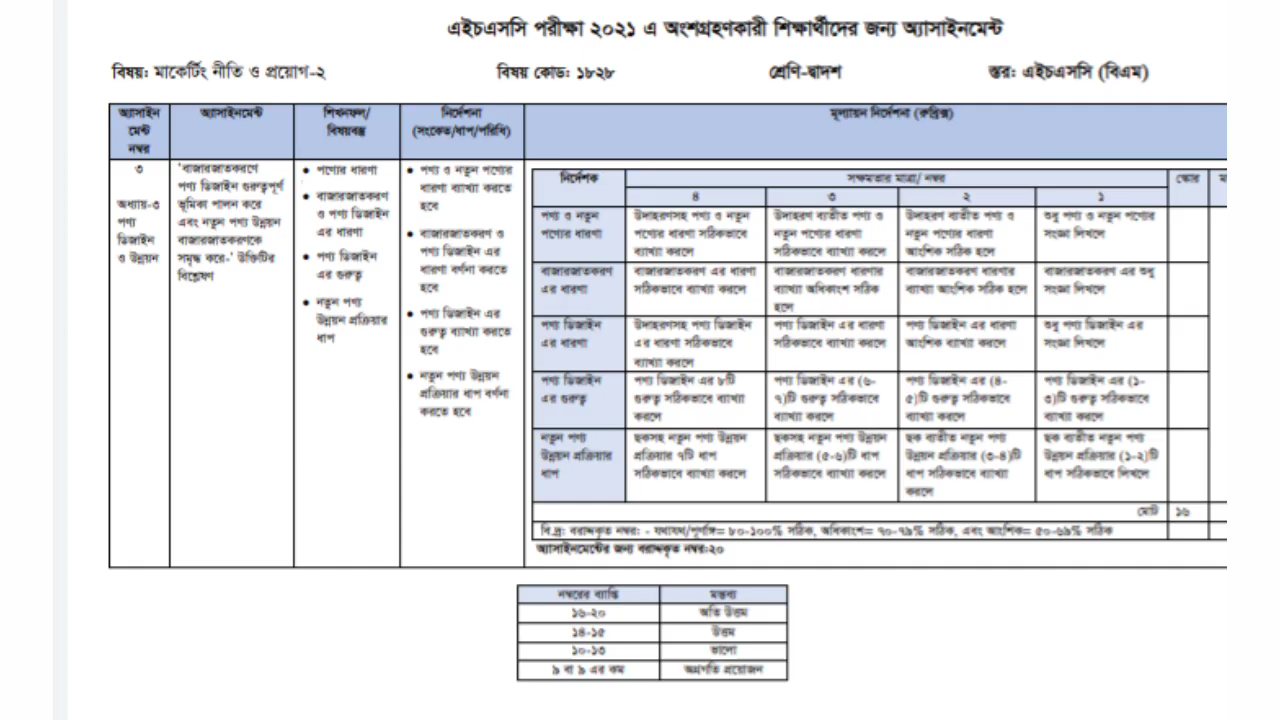 এইচএসসি পরীক্ষা ২০২১ এ অংশগ্রহণকারী শিক্ষার্থীদের জন্য অ্যাসাইনমেন্ট
বিষয়: মার্কেটিং নীতি ও প্রয়োগ-২ বিষয় কোড: ১৮২৮ শ্রেণি-দ্বাদশ স্তর: এইচএসসি (বিএম)
অ্যাসাইন
মেন্ট
নম্বর
অ্যাসাইনমেন্ট
শিখনফল/
বিষয়বস্তু
নির্দেশনা
(সংকেত/ধাপ/পরিধি)
মূল্যায়ন নির্দেশনা (রুব্রিক্স)
৩
অধ্যায়-৩
পণ্য
ডিজাইন
ও উন্নয়ন
'বাজারজাতকরণে
পণ্য ডিজাইন গুরুত্বপূর্ণ
ভূমিকা পালন করে
এবং নতুন পণ্য উন্নয়ন
বাজারজাতকরণকে
সমৃদ্ধ করে-' উক্তিটির
বিশ্লেষণ
• পণ্যের ধারণা
• বাজারজাতকরণ
ও পণ্য ডিজাইন
এর ধারণা
• পণ্য ডিজাইন
এর গুরুত্ব
• নতুন পণ্য
উন্নয়ন প্রক্রিয়ার
ধাপ
• পণ্য ও নতুন পণ্যের
ধারণা ব্যাখ্যা করতে
হবে
• বাজারজাতকরণ ও
পণ্য ডিজাইন এর
ধারণা বর্ণনা করতে
হবে
• পণ্য ডিজাইন এর
গুরুত্ব ব্যাখ্যা করতে
হবে
• নতুন পণ্য উন্নয়ন
প্রক্রিয়ার ধাপ বর্ণনা
করতে হবে
নির্দেশক সক্ষমতার মাত্রা/ নম্বর স্কোর
৪ ৩ ২ ১
পণ্য ও নতুন
পণ্যের ধারণা
উদাহরণসহ পণ্য ও নতুন
পণ্যের ধারণা সঠিকভাবে
ব্যাখ্যা করলে
উদাহরণ ব্যতীত পণ্য ও
নতুন পণ্যের ধারণা
সঠিকভাবে ব্যাখ্যা করলে
উদাহরণ ব্যতীত পণ্য ও
নতুন পণ্যের ধারণা
আংশিক সঠিক হলে
শুধু পণ্য ও নতুন পণ্যের
সংজ্ঞা লিখলে
বাজারজাতকরণ
এর ধারণা
বাজারজাতকরণ এর ধারণা
সঠিকভাবে ব্যাখ্যা করলে
বাজারজাতকরণ ধারণার
ব্যাখ্যা অধিকাংশ সঠিক
হলে
বাজারজাতকরণ ধারণার
ব্যাখ্যা আংশিক সঠিক হলে
বাজারজাতকরণ এর শুধু
সংজ্ঞা লিখলে
পণ্য ডিজাইন
এর ধারণা
উদাহরণসহ পণ্য ডিজাইন
এর ধারণা সঠিকভাবে
ব্যাখ্যা করলে
পণ্য ডিজাইন এর ধারণা
সঠিকভাবে ব্যাখ্যা করলে
পণ্য ডিজাইন এর ধারণা
আংশিক ব্যাখ্যা করলে
শুধু পণ্য ডিজাইন এর
সংজ্ঞা লিখলে
পণ্য ডিজাইন
এর গুরুত্ব
পণ্য ডিজাইন এর ৮টি
গুরুত্ব সঠিকভাবে ব্যাখ্যা
করলে
পণ্য ডিজাইন এর (৬-
৭)টি গুরুত্ব সঠিকভাবে
ব্যাখ্যা করলে
পণ্য ডিজাইন এর (৪-
৫)টি গুরুত্ব সঠিকভাবে
ব্যাখ্যা করলে
পণ্য ডিজাইন এর (১-
৩)টি গুরুত্ব সঠিকভাবে
ব্যাখ্যা করলে
নতুন পণ্য
উন্নয়ন প্রক্রিয়ার
ধাপ
ছকসহ নতুন পণ্য উন্নয়ন
প্রক্রিয়ার ৭টি ধাপ
সঠিকভাবে ব্যাখ্যা করলে
ছকসহ নতুন পণ্য উন্নয়ন
প্রক্রিয়ার (৫-৬)টি ধাপ
সঠিকভাবে ব্যাখ্যা করলে
ছক ব্যতীত নতুন পণ্য
উন্নয়ন প্রক্রিয়ার (৩-৪)টি
ধাপ সঠিকভাবে ব্যাখ্যা
করলে
ছক ব্যতীত নতুন পণ্য
উন্নয়ন প্রক্রিয়ার (১-২)টি
ধাপ সঠিকভাবে লিখলে
মোট ১৬
বি.দ্র: বরাদ্দকৃত নম্বর: - যথাযথ/পূর্ণাঙ্গ= ৮০-১০০% সঠিক, অধিকাংশ= ৭০-৭৯% সঠিক, এবং আংশিক= ৫০-৬৯% সঠিক
অ্যাসাইনমেন্টের জন্য বরাদ্দকৃত নম্বর:২০
নম্বরের ব্যাপ্তি মন্তব্য
১৬-২০ অতি উত্তম
১৪-১৫ উত্তম
১০-১৩ ভালো
৯ বা ৯ এর কম অগ্রগতি প্রয়োজন